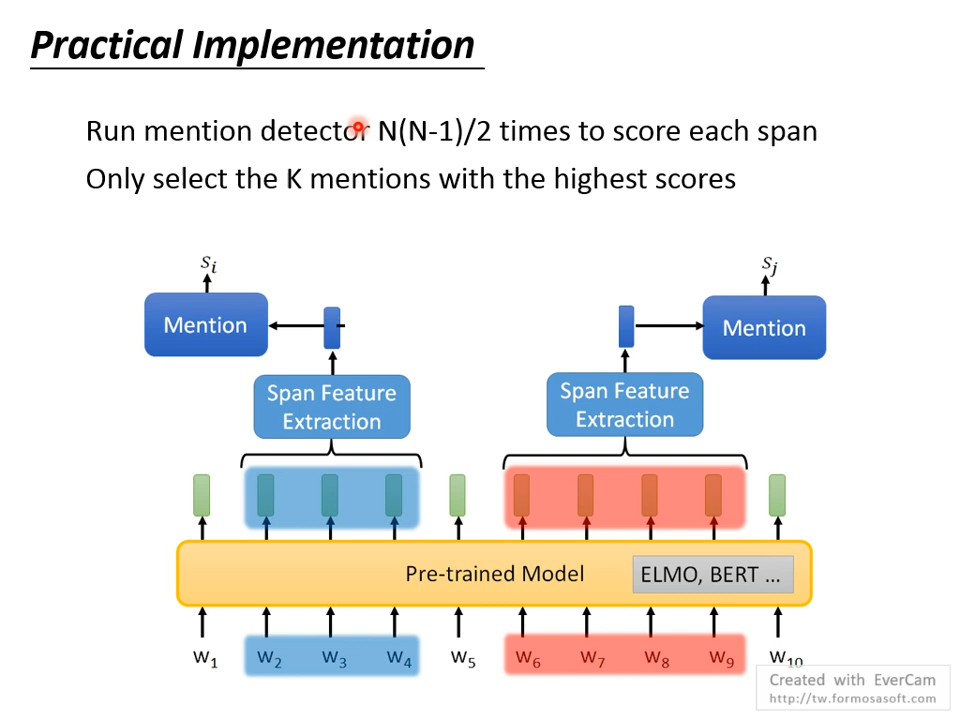 Practical Implementation
Run mention detector N(N-1)/2 times to score each span
Only select the K mentions with the highest scores
Sᵢ
Sⱼ
Mention
Mention
Span Feature
Extraction
Span Feature
Extraction
Pre-trained Model
ELMO, BERT ...
w₁ w₂ w₃ w₄ w₅ w₆ w₇ w₈ w₉ w₁₀
Created with EverCam
http://tw.formosasoft.com